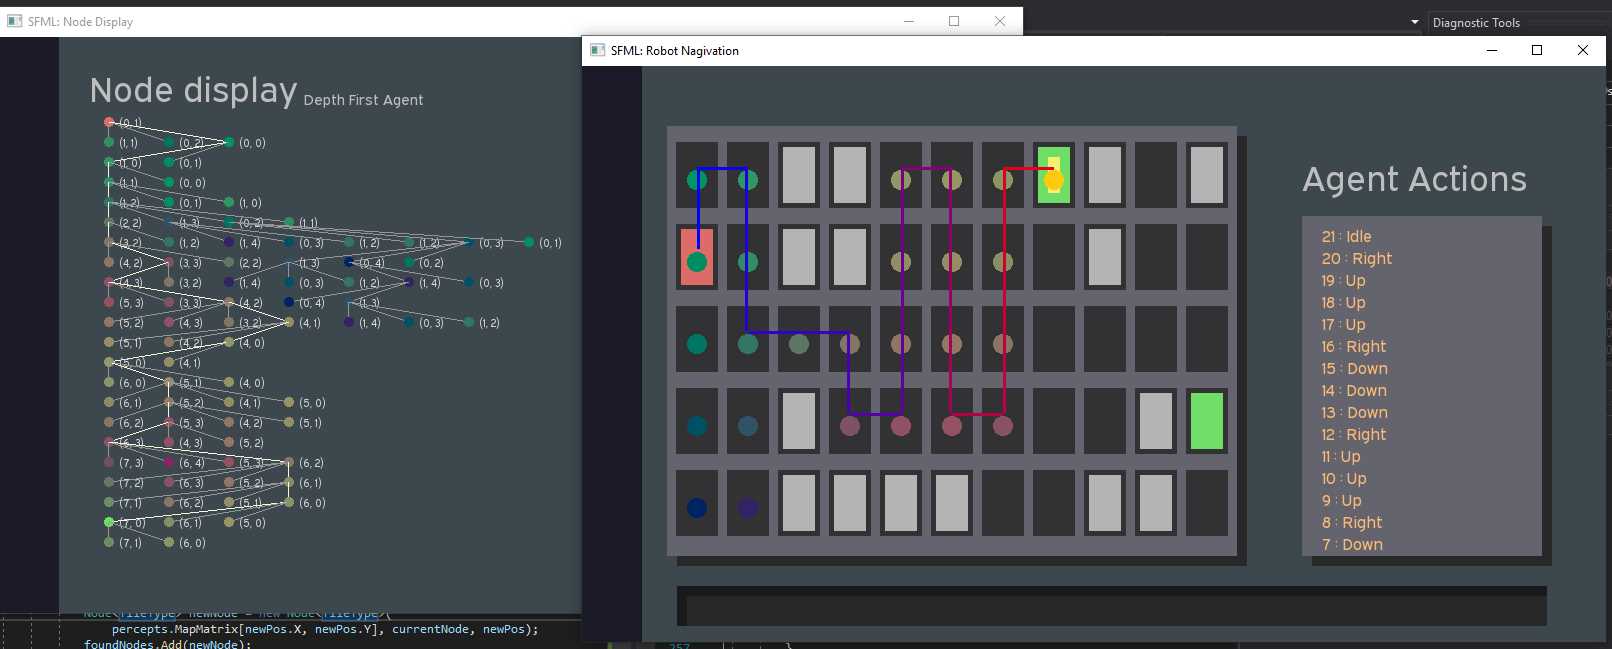 SFML: Node Display
Diagnostic Tools
SFML: Robot Nagivation
Node display Depth First Agent
(0, 1)
(1, 1) (0, 2) (0, 0)
(1, 0) (0, 1)
(1, 1) (0, 0)
(1, 2) (0, 1) (1, 0)
(2, 2) (1, 3) (0, 2) (1, 1)
(3, 2) (1, 2) (1, 4) (0, 3) (1, 2) (1, 2) (0, 3) (0, 1)
(4, 2) (3, 3) (2, 2) (1, 3) (0, 4) (0, 2)
(4, 3) (3, 2) (1, 4) (0, 3) (1, 2) (1, 4) (0, 3)
(5, 3) (3, 3) (4, 2) (0, 4) (1, 3)
(5, 2) (4, 3) (3, 2) (4, 1) (1, 4) (0, 3) (1, 2)
(5, 1) (4, 2) (4, 0)
(5, 0) (4, 1)
(6, 0) (5, 1) (4, 0)
(6, 1) (5, 2) (4, 1) (5, 0)
(6, 2) (5, 3) (4, 2) (5, 1)
(6, 3) (4, 3) (5, 2)
(7, 3) (6, 4) (5, 3) (6, 2)
(7, 2) (6, 3) (5, 2) (6, 1)
(7, 1) (6, 2) (5, 1) (6, 0)
(7, 0) (6, 1) (5, 0)
(7, 1) (6, 0)
Agent Actions
21 : Idle
20 : Right
19 : Up
18 : Up
17 : Up
16 : Right
15 : Down
14 : Down
13 : Down
12 : Right
11 : Up
10 : Up
9 : Up
8 : Right
7 : Down
Node<TileType> newNode = new Node<TileType>(
percepts.MapMatrix[newPos.X, newPos.Y], currentNode, newPos);
foundNodes.Add(newNode);
257 }